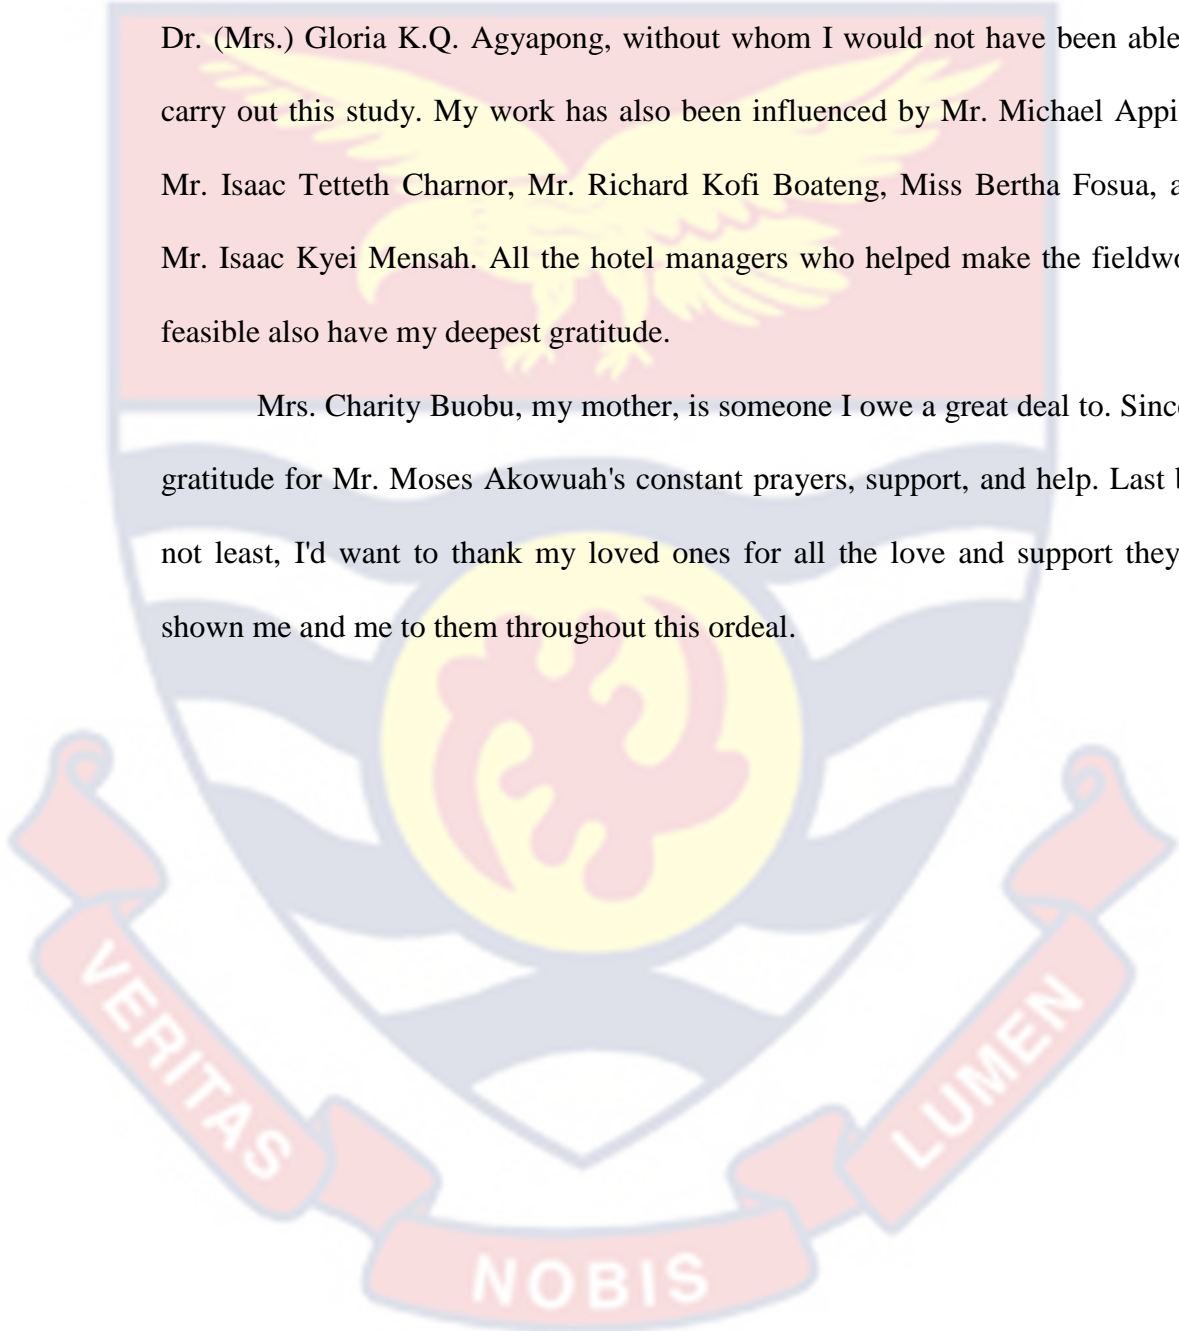 Dr. (Mrs.) Gloria K.Q. Agyapong, without whom I would not have been able
carry out this study. My work has also been influenced by Mr. Michael Appi
Mr. Isaac Tetteth Charnor, Mr. Richard Kofi Boateng, Miss Bertha Fosua, a
Mr. Isaac Kyei Mensah. All the hotel managers who helped make the fieldwo
feasible also have my deepest gratitude.
Mrs. Charity Buobu, my mother, is someone I owe a great deal to. Since
gratitude for Mr. Moses Akowuah's constant prayers, support, and help. Last b
not least, I'd want to thank my loved ones for all the love and support they
shown me and me to them throughout this ordeal.
VERITAS
NOBIS
LUMEN